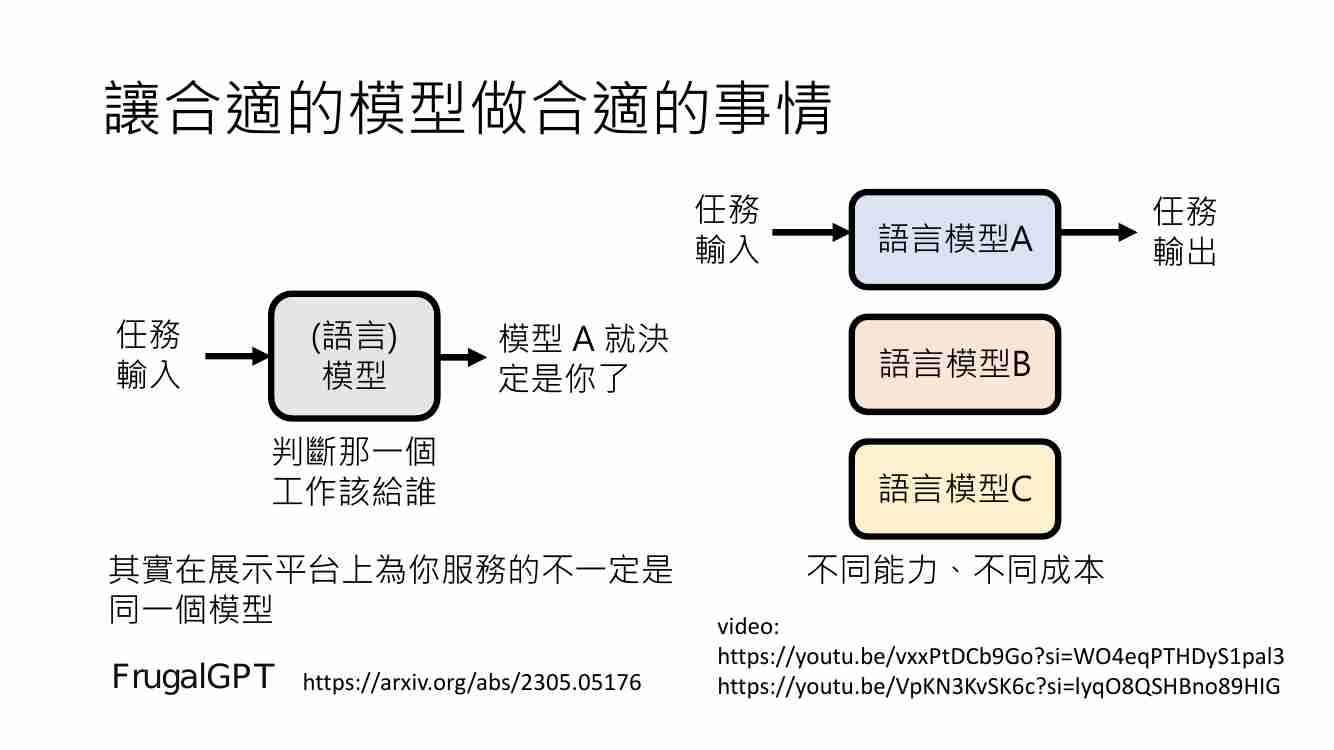 讓合適的模型做合適的事情
任務
輸入
(語言)
模型
模型 A 就決
定是你了
判斷那一個
工作該給誰
其實在展示平台上為你服務的不一定是
同一個模型
FrugalGPT https://arxiv.org/abs/2305.05176
任務
輸入
語言模型A
任務
輸出
語言模型B
語言模型C
不同能力、不同成本
video:
https://youtu.be/vxxPtDCb9Go?si=WO4eqPTHDyS1pal3
https://youtu.be/VpKN3KvSK6c?si=lyqO8QSHBno89HIG